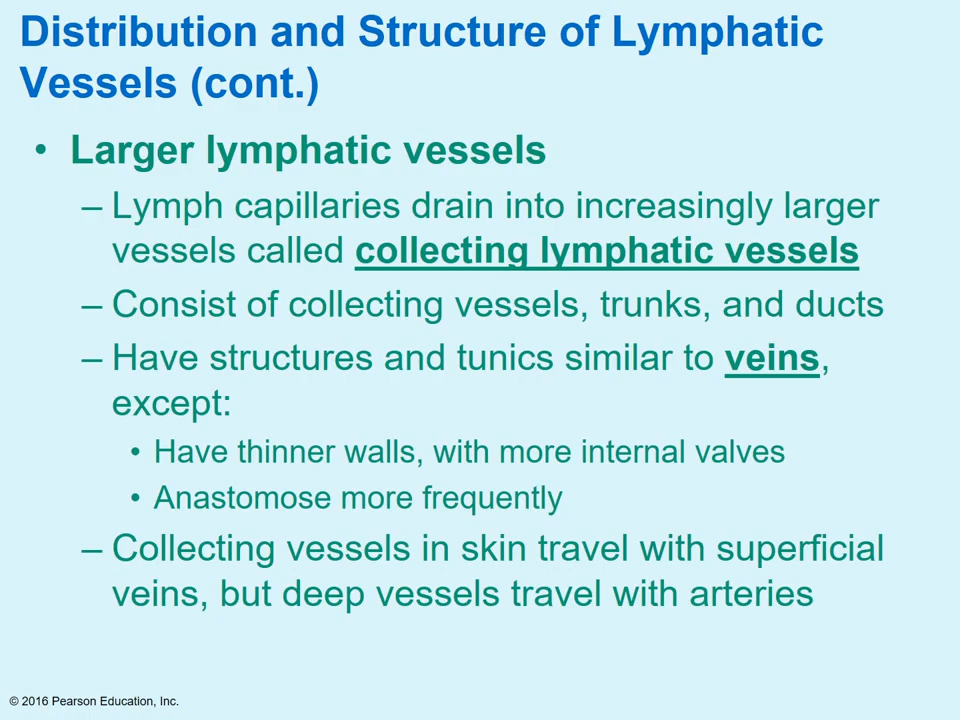 Distribution and Structure of Lymphatic
Vessels (cont.)
• Larger lymphatic vessels
– Lymph capillaries drain into increasingly larger
vessels called collecting lymphatic vessels
– Consist of collecting vessels, trunks, and ducts
– Have structures and tunics similar to veins,
except:
• Have thinner walls, with more internal valves
• Anastomose more frequently
– Collecting vessels in skin travel with superficial
veins, but deep vessels travel with arteries
© 2016 Pearson Education, Inc.